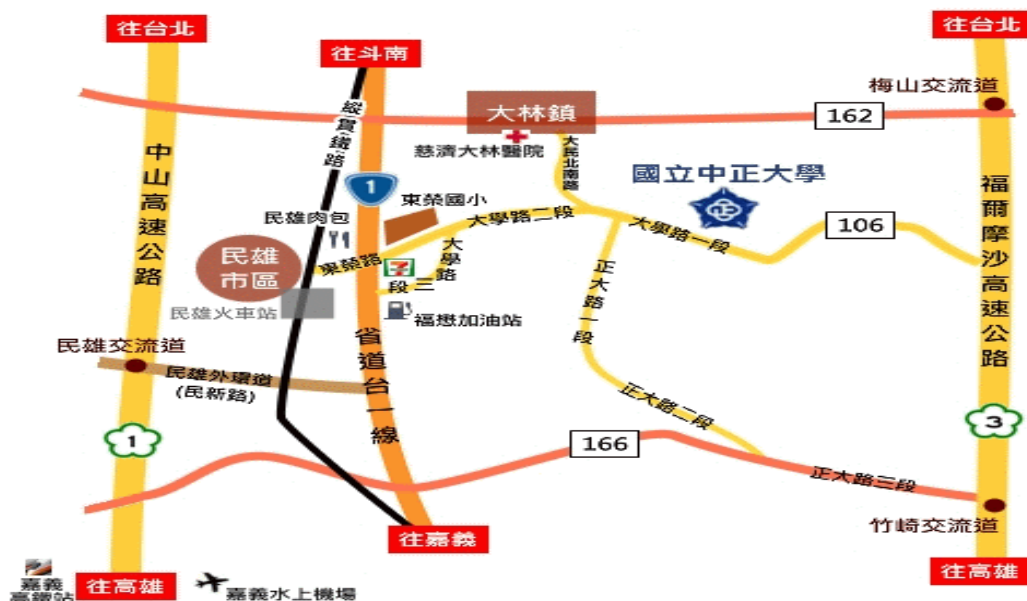 往台北
往台北
往斗南
梅山交流道
大林鎮
162
縱貫鐵路
慈濟大林醫院
大民北南路
中山高速公路
1
國立中正大學
正
福爾摩沙高速公路
東榮國小
民雄肉包
大學路二段
大學路一段
106
民雄
市區
東榮路
7
大學路三段
正大路一段
民雄火車站
福懋加油站
省道台一線
民雄交流道
民雄外環道
(民新路)
正大路二段
1
166
3
正大路三段
竹崎交流道
往嘉義
嘉義
高鐵站
往高雄
嘉義水上機場
往高雄